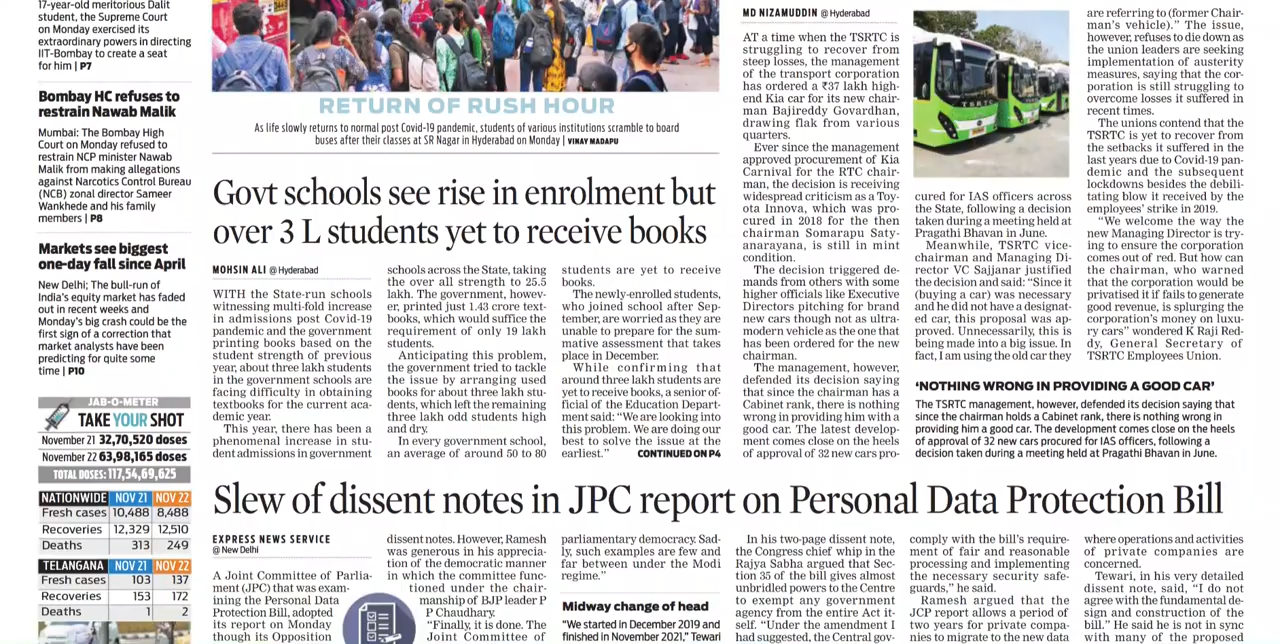 17-year-old meritorious Dalit
student, the Supreme Court
on Monday exercised its
extraordinary powers in directing
IIT-Bombay to create a seat
for him | P7
Bombay HC refuses to
restrain Nawab Malik
Mumbai: The Bombay High
Court on Monday refused to
restrain NCP minister Nawab
Malik from making allegations
against Narcotics Control Bureau
(NCB) zonal director Sameer
Wankhede and his family
members | P8
Markets see biggest
one-day fall since April
New Delhi; The bull-run of
India's equity market has faded
out in recent weeks and
Monday's big crash could be the
first sign of a correction that
market analysts have been
predicting for quite some
time | P10
JAB-O-METER
TAKE YOUR SHOT
November 21 32,70,520 doses
November 22 63,98,165 doses
TOTAL DOSES: 117,54,69,625
NATIONWIDE NOV 21 NOV 22
Fresh cases 10,488 8,488
Recoveries 12,329 12,510
Deaths 313 249
TELANGANA NOV 21 NOV 22
Fresh cases 103 137
Recoveries 153 172
Deaths 1 2
RETURN OF RUSH HOUR
As life slowly returns to normal post Covid-19 pandemic, students of various institutions scramble to board
buses after their classes at SR Nagar in Hyderabad on Monday | VINAY MADAPU
Govt schools see rise in enrolment but
over 3 L students yet to receive books
MOHSIN ALI @ Hyderabad
WITH the State-run schools
witnessing multi-fold increase
in admissions post Covid-19
pandemic and the government
printing books based on the
student strength of previous
year, about three lakh students
in the government schools are
facing difficulty in obtaining
textbooks for the current aca-
demic year.
This year, there has been a
phenomenal increase in stu-
dent admissions in government
schools across the State, taking
the over all strength to 25.5
lakh. The government, howev-
er, printed just 1.43 crore text-
books, which would suffice the
requirement of only 19 lakh
students.
Anticipating this problem,
the government tried to tackle
the issue by arranging used
books for about three lakh stu-
dents, which left the remaining
three lakh odd students high
and dry.
In every government school,
an average of around 50 to 80
students are yet to receive
books.
The newly-enrolled students,
who joined school after Sep-
tember, are worried as they are
unable to prepare for the sum-
mative assessment that takes
place in December.
While confirming that
around three lakh students are
yet to receive books, a senior of-
ficial of the Education Depart-
ment said: "We are looking into
this problem. We are doing our
best to solve the issue at the
earliest." CONTINUED ON P4
MD NIZAMUDDIN @ Hyderabad
AT a time when the TSRTC is
struggling to recover from
steep losses, the management
of the transport corporation
has ordered a ₹37 lakh high-
end Kia car for its new chair-
man Bajireddy Govardhan,
drawing flak from various
quarters.
Ever since the management
approved procurement of Kia
Carnival for the RTC chair-
man, the decision is receiving
widespread criticism as a Toy-
ota Innova, which was pro-
cured in 2018 for the then
chairman Somarapu Saty-
anarayana, is still in mint
condition.
The decision triggered de-
mands from others with some
higher officials like Executive
Directors pitching for brand
new cars though not as ultra-
modern vehicle as the one that
has been ordered for the new
chairman.
The management, however,
defended its decision saying
that since the chairman has a
Cabinet rank, there is nothing
wrong in providing him with a
good car. The latest develop-
ment comes close on the heels
of approval of 32 new cars pro-
TSRTC
cured for IAS officers across
the State, following a decision
taken during a meeting held at
Pragathi Bhavan in June.
Meanwhile, TSRTC vice-
chairman and Managing Di-
rector VC Sajjanar justified
the decision and said: "Since it
(buying a car) was necessary
and he did not have a designat-
ed car, this proposal was ap-
proved. Unnecessarily, this is
being made into a big issue. In
fact, I am using the old car they
are referring to (former Chair-
man's vehicle)." The issue,
however, refuses to die down as
the union leaders are seeking
implementation of austerity
measures, saying that the cor-
poration is still struggling to
overcome losses it suffered in
recent times.
The unions contend that the
TSRTC is yet to recover from
the setbacks it suffered in the
last years due to Covid-19 pan-
demic and the subsequent
lockdowns besides the debili-
tating blow it received by the
employees' strike in 2019.
"We welcome the way the
new Managing Director is try-
ing to ensure the corporation
comes out of red. But how can
the chairman, who warned
that the corporation would be
privatised if it fails to generate
good revenue, is splurging the
corporation's money on luxu-
ry cars" wondered K Raji Red-
dy, General Secretary of
TSRTC Employees Union.
'NOTHING WRONG IN PROVIDING A GOOD CAR'
The TSRTC management, however, defended its decision saying that
since the chairman holds a Cabinet rank, there is nothing wrong in
providing him a good car. The development comes close on the heels
of approval of 32 new cars procured for IAS officers, following a
decision taken during a meeting held at Pragathi Bhavan in June.
Slew of dissent notes in JPC report on Personal Data Protection Bill
EXPRESS NEWS SERVICE
@ New Delhi
A Joint Committee of Parlia-
ment (JPC) that was exam-
ining the Personal Data
Protection Bill, adopted
its report on Monday
though its Opposition
dissent notes. However, Ramesh
was generous in his apprecia-
tion of the democratic manner
in which the committee func-
tioned under the chair-
manship of BJP leader P
P Chaudhary.
"Finally, it is done. The
Joint Committee of
parliamentary democracy. Sad-
ly, such examples are few and
far between under the Modi
regime."
Midway change of head
"We started in December 2019 and
finished in November 2021," Tewari
In his two-page dissent note,
the Congress chief whip in the
Rajya Sabha argued that Sec-
tion 35 of the bill gives almost
unbridled powers to the Centre
to exempt any government
agency from the entire Act it-
self. "Under the amendment I
had suggested, the Central gov-
comply with the bill's require-
ment of fair and reasonable
processing and implementing
the necessary security safe-
guards," he said.
Ramesh argued that the
JCP report allows a period of
two years for private compa-
nies to migrate to the new data
where operations and activities
of private companies are
concerned.
Tewari, in his very detailed
dissent note, said, "I do not
agree with the fundamental de-
sign and construction of the
bill." He said he is not in sync
with many of the proposed